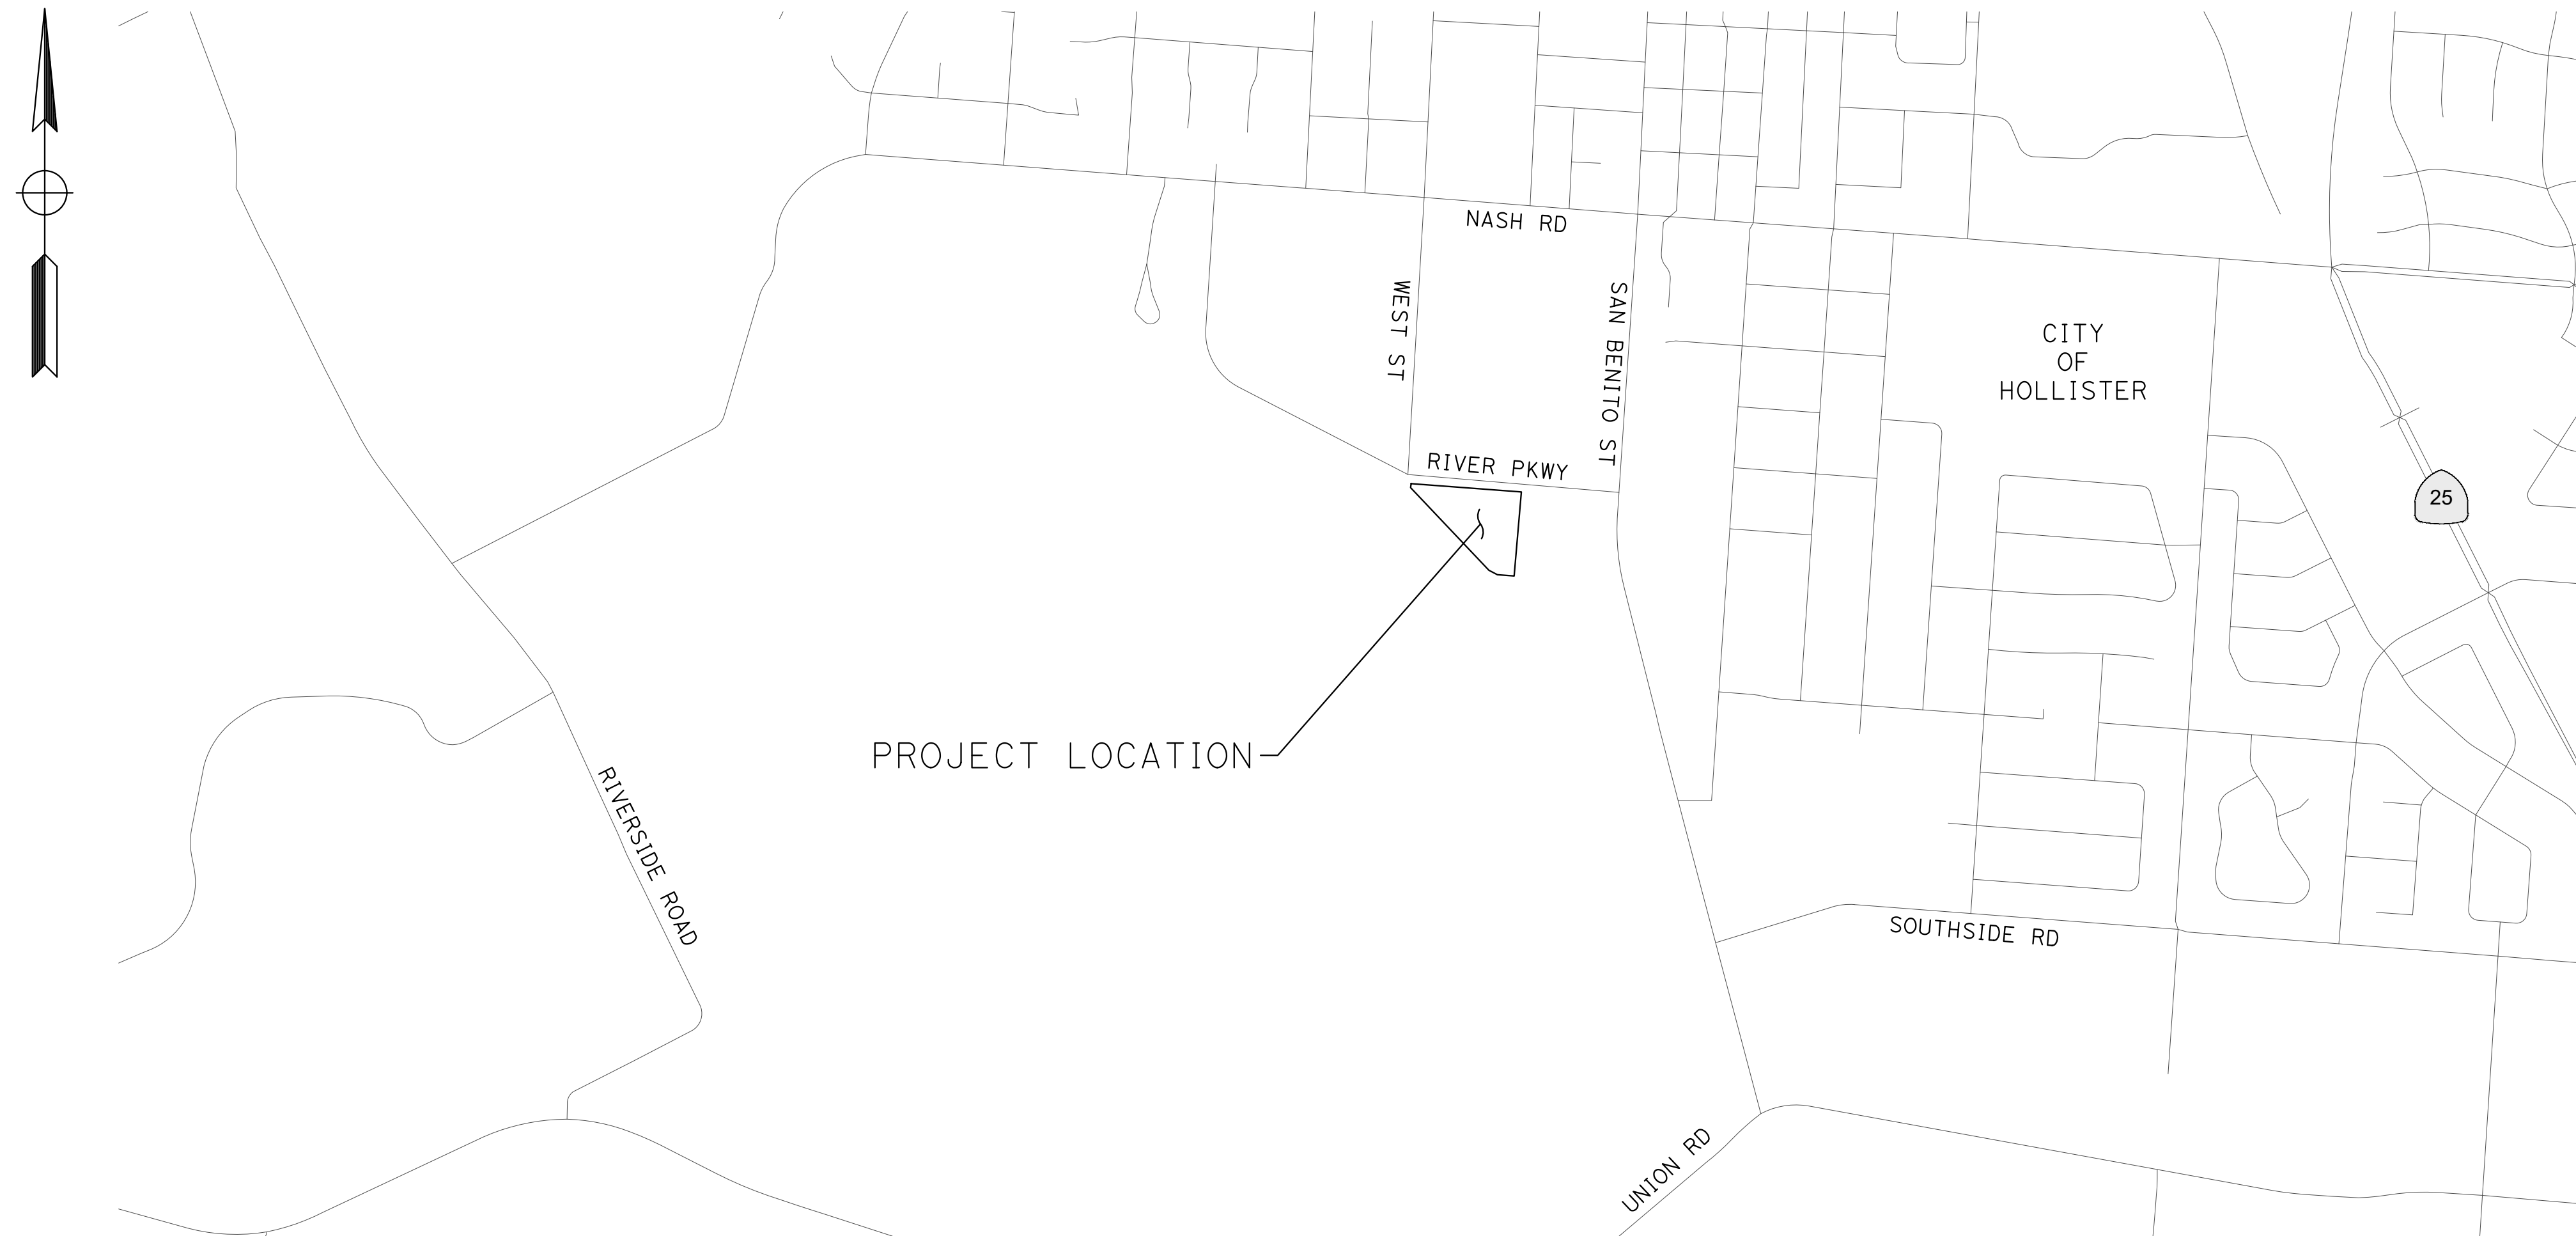 NASH RD
WEST ST
SAN BENITO ST
CITY
OF
HOLLISTER
RIVER PKWY
25
PROJECT LOCATION
RIVERSIDE ROAD
SOUTHSIDE RD
UNION RD